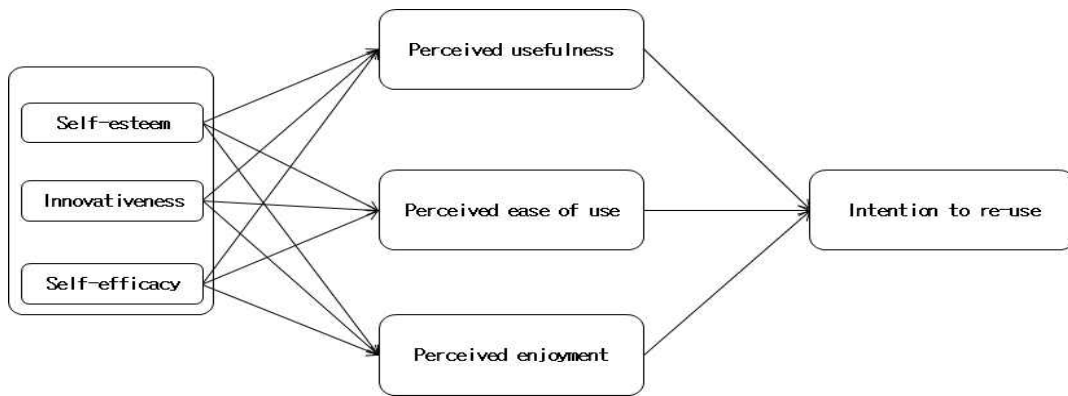 Perceived usefulness
Self-esteem
Innovativeness
Self-efficacy
Perceived ease of use
Perceived enjoyment
Intention to re-use